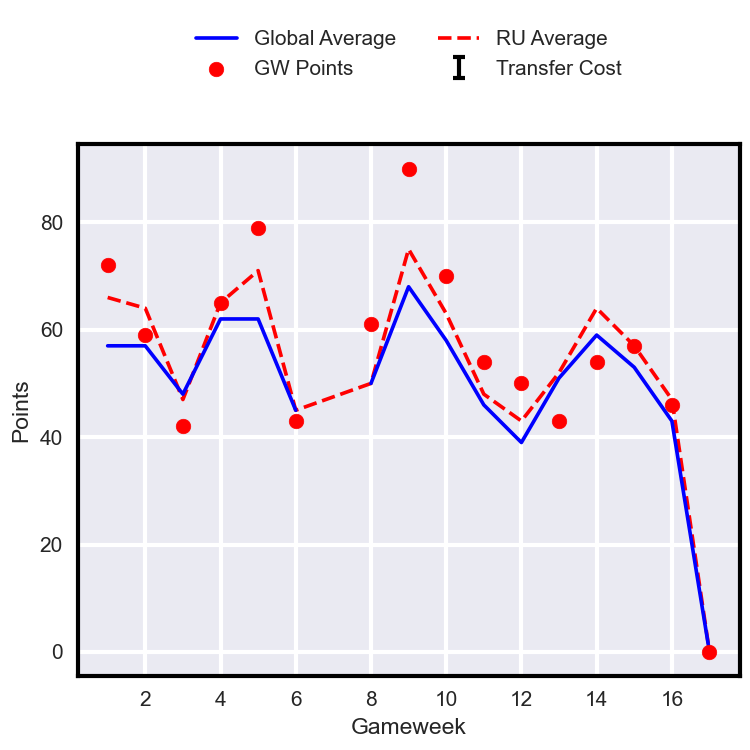 Global Average
RU Average
GW Points
Transfer Cost
80
60
40
20
0
Points
2 4 6 8 10 12 14 16
Gameweek